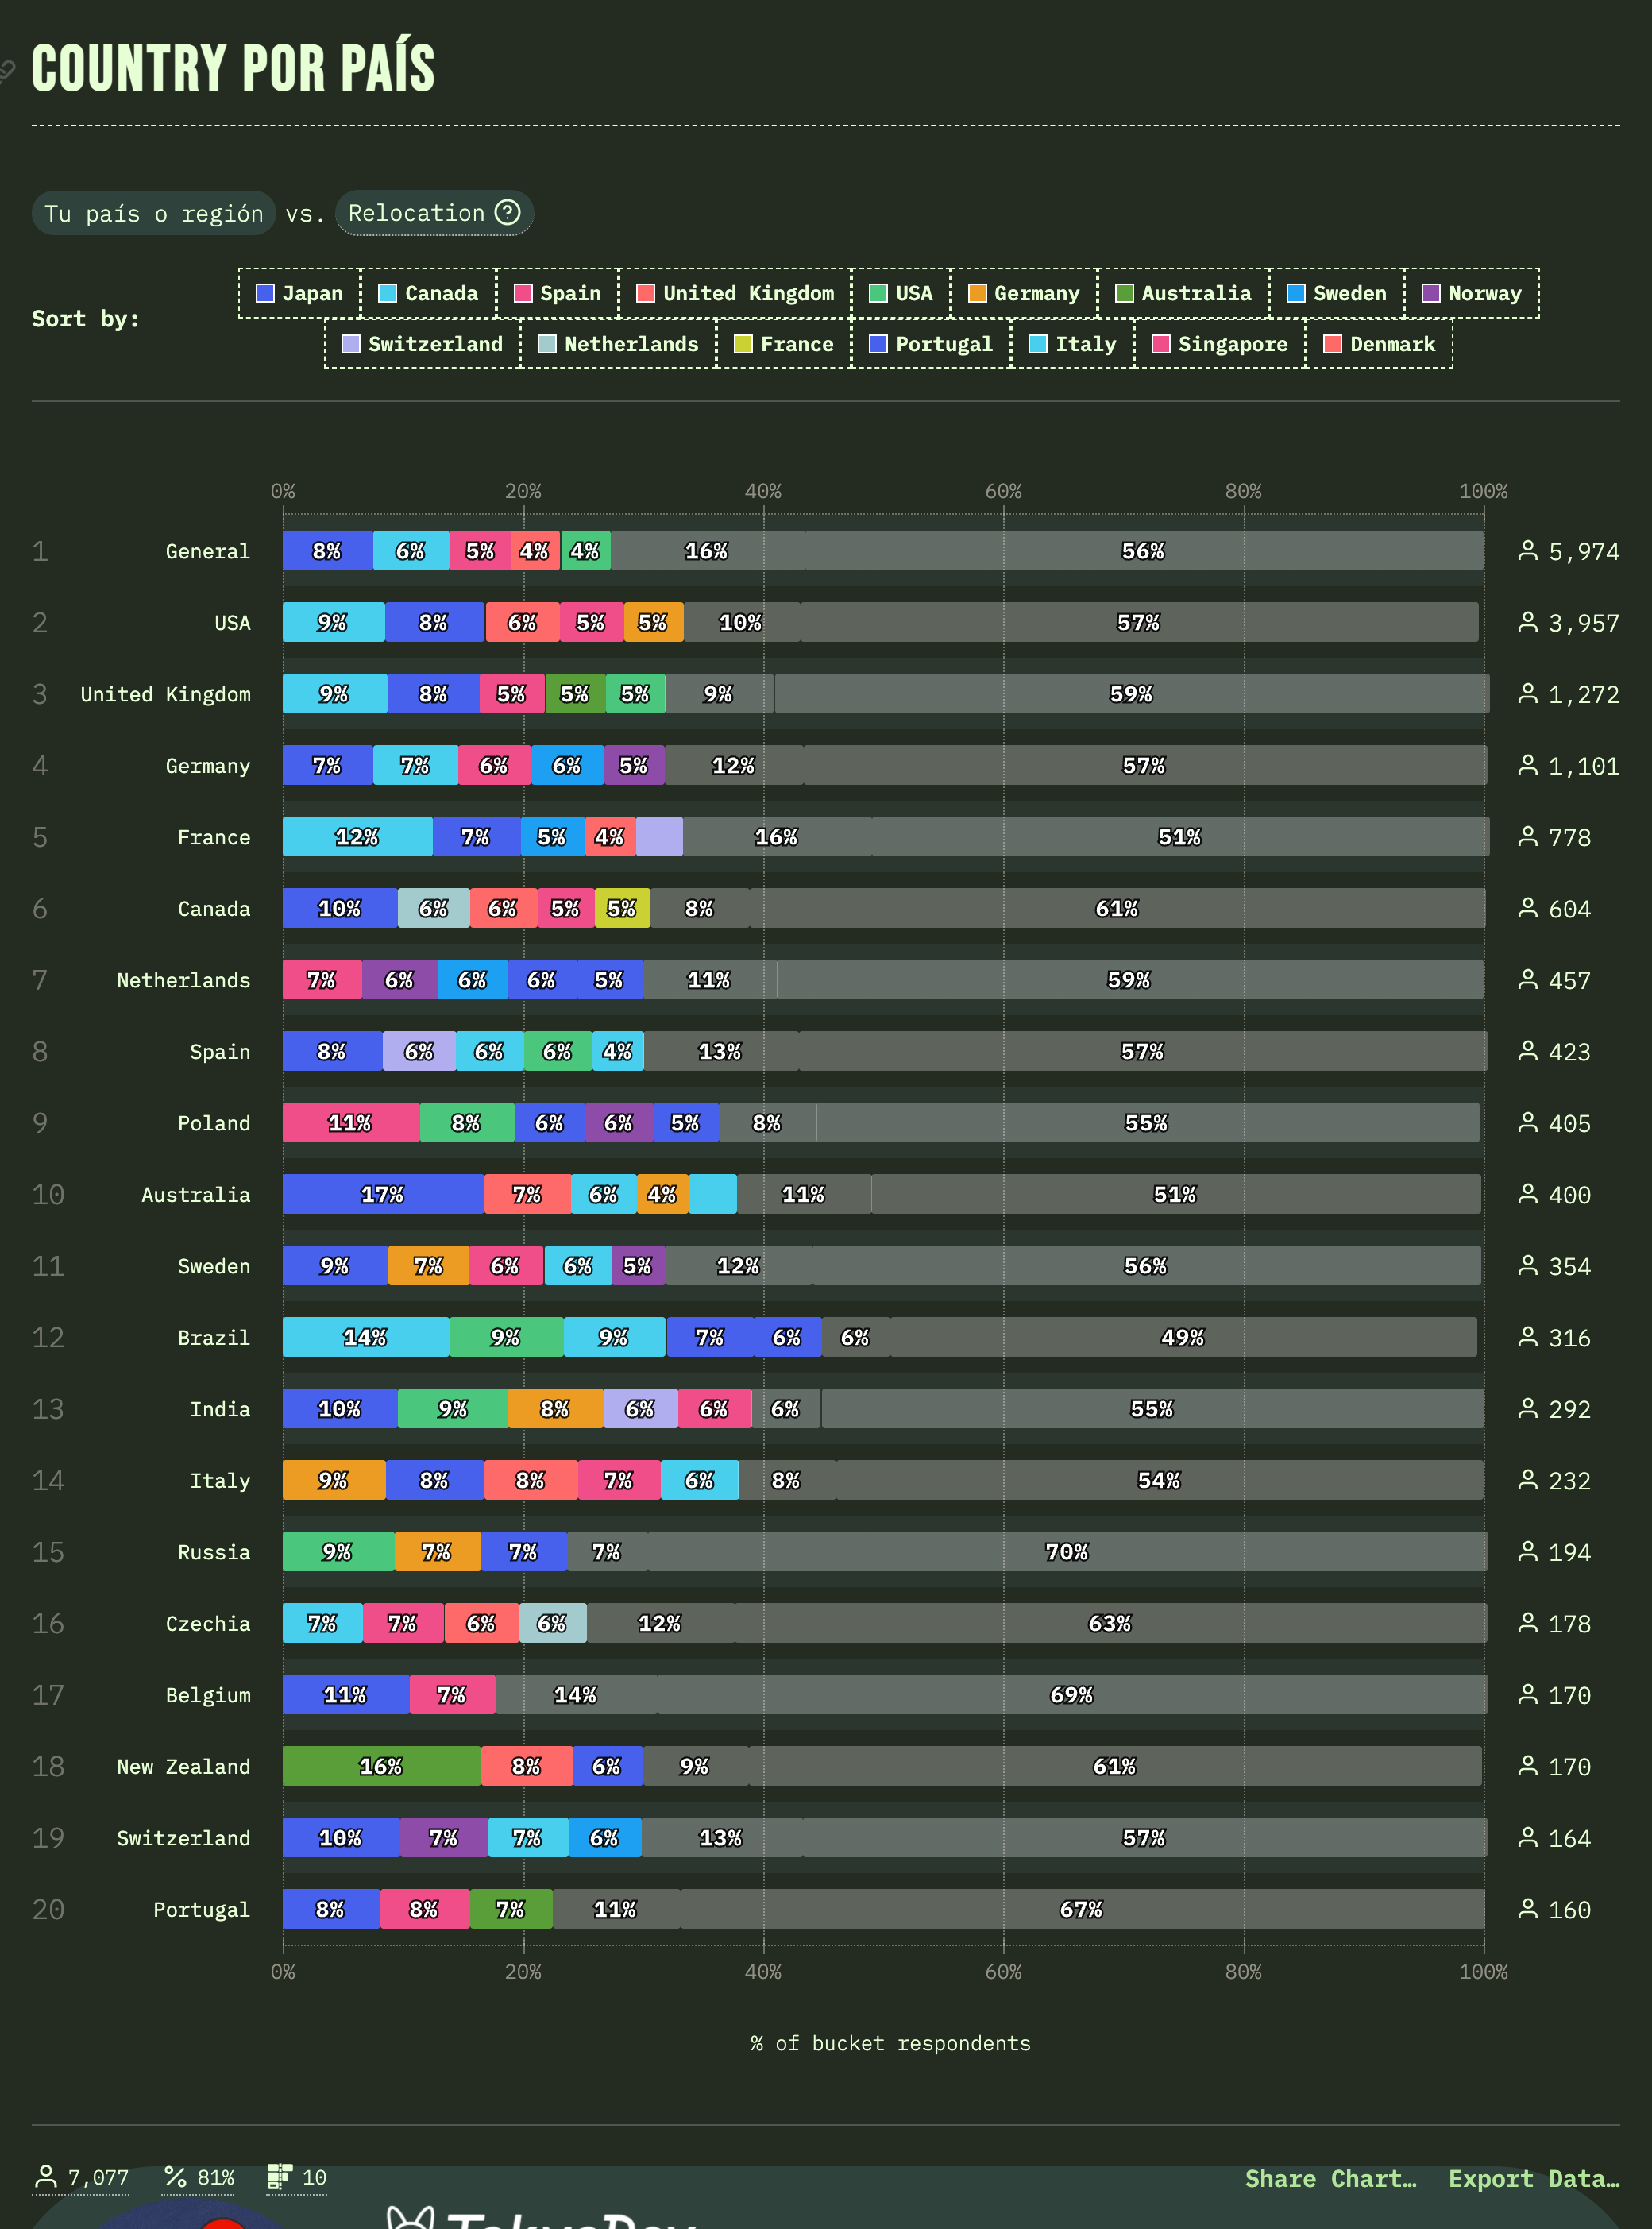 COUNTRY POR PAÍS
Tu país o región vs. Relocation ?
Sort by:
Japan Canada Spain United Kingdom USA Germany Australia Sweden Norway
Switzerland Netherlands France Portugal Italy Singapore Denmark
0% 20% 40% 60% 80% 100%
1 General 8% 6% 5% 4% 4% 16% 56% 5,974
2 USA 9% 8% 6% 5% 5% 10% 57% 3,957
3 United Kingdom 9% 8% 5% 5% 5% 9% 59% 1,272
4 Germany 7% 7% 6% 6% 5% 12% 57% 1,101
5 France 12% 7% 5% 4% 16% 51% 778
6 Canada 10% 6% 6% 5% 5% 8% 61% 604
7 Netherlands 7% 6% 6% 6% 5% 11% 59% 457
8 Spain 8% 6% 6% 6% 4% 13% 57% 423
9 Poland 11% 8% 6% 6% 5% 8% 55% 405
10 Australia 17% 7% 6% 4% 11% 51% 400
11 Sweden 9% 7% 6% 6% 5% 12% 56% 354
12 Brazil 14% 9% 9% 7% 6% 6% 49% 316
13 India 10% 9% 8% 6% 6% 6% 55% 292
14 Italy 9% 8% 8% 7% 6% 8% 54% 232
15 Russia 9% 7% 7% 7% 70% 194
16 Czechia 7% 7% 6% 6% 12% 63% 178
17 Belgium 11% 7% 14% 69% 170
18 New Zealand 16% 8% 6% 9% 61% 170
19 Switzerland 10% 7% 7% 6% 13% 57% 164
20 Portugal 8% 8% 7% 11% 67% 160
0% 20% 40% 60% 80% 100%
% of bucket respondents
7,077 % 81% 10 Share Chart… Export Data…
TokyoDev